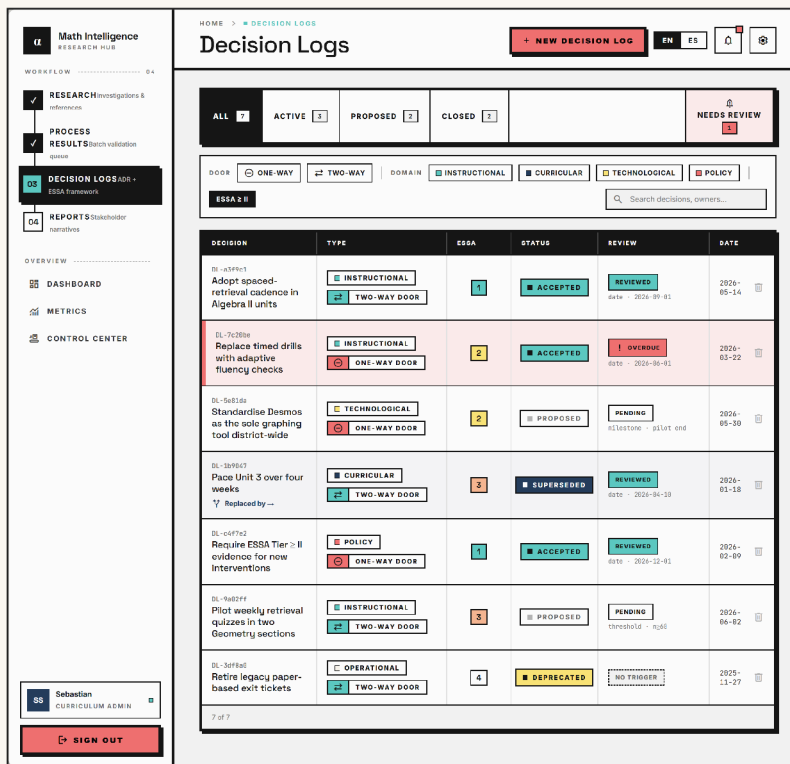 α
Math Intelligence
RESEARCH HUB
WORKFLOW 04
RESEARCH Investigations &
references
PROCESS
RESULTS Batch validation
queue
03 DECISION LOGS ADR +
ESSA framework
04 REPORTS Stakeholder
narratives
OVERVIEW
DASHBOARD
METRICS
CONTROL CENTER
SS
Sebastian
CURRICULUM ADMIN
SIGN OUT
HOME > DECISION LOGS
Decision Logs
+ NEW DECISION LOG
EN ES
ALL 7
ACTIVE 3
PROPOSED 2
CLOSED 2
NEEDS REVIEW
1
DOOR ONE-WAY TWO-WAY DOMAIN INSTRUCTIONAL CURRICULAR TECHNOLOGICAL POLICY
ESSA ≥ II
Search decisions, owners...
DECISION TYPE ESSA STATUS REVIEW DATE
DL-a3f9c1
Adopt spaced-
retrieval cadence in
Algebra II units
INSTRUCTIONAL
TWO-WAY DOOR
1
ACCEPTED
REVIEWED
date · 2026-09-01
2026-
05-14
DL-7c20be
Replace timed drills
with adaptive
fluency checks
INSTRUCTIONAL
ONE-WAY DOOR
2
ACCEPTED
! OVERDUE
date · 2026-06-01
2026-
03-22
DL-5e81da
Standardise Desmos
as the sole graphing
tool district-wide
TECHNOLOGICAL
ONE-WAY DOOR
2
PROPOSED
PENDING
milestone · pilot end
2026-
05-30
DL-1b9047
Pace Unit 3 over four
weeks
Replaced by →
CURRICULAR
TWO-WAY DOOR
3
SUPERSEDED
REVIEWED
date · 2026-04-10
2026-
01-18
DL-c4f7e2
Require ESSA Tier ≥ II
evidence for new
interventions
POLICY
ONE-WAY DOOR
1
ACCEPTED
REVIEWED
date · 2026-12-01
2026-
02-09
DL-9a02ff
Pilot weekly retrieval
quizzes in two
Geometry sections
INSTRUCTIONAL
TWO-WAY DOOR
3
PROPOSED
PENDING
threshold · n≥60
2026-
06-02
DL-3df8a0
Retire legacy paper-
based exit tickets
OPERATIONAL
TWO-WAY DOOR
4
DEPRECATED
NO TRIGGER
2025-
11-27
7 of 7